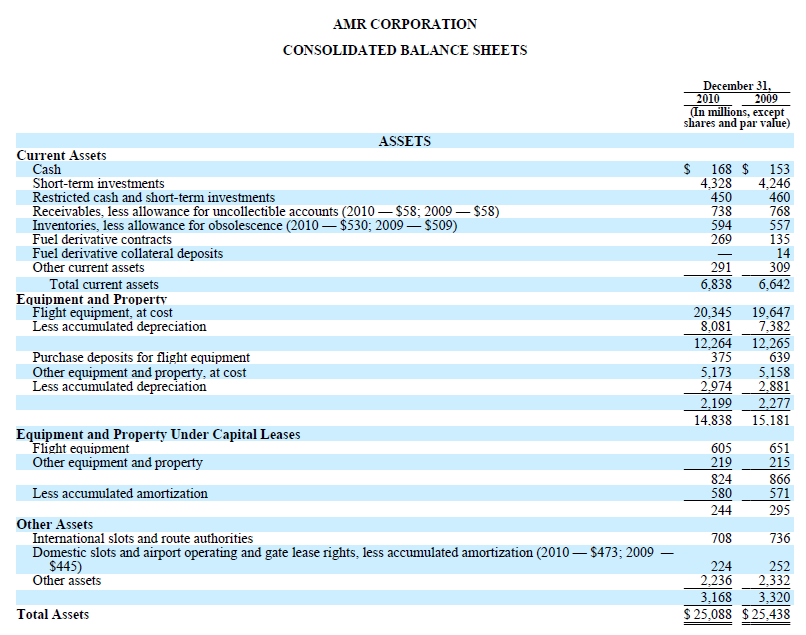 AMR CORPORATION
CONSOLIDATED BALANCE SHEETS
December 31,
2010 2009
(In millions, except
shares and par value)
ASSETS
Current Assets
Cash $ 168 $ 153
Short-term investments 4,328 4,246
Restricted cash and short-term investments 450 460
Receivables, less allowance for uncollectible accounts (2010 — $58; 2009 — $58) 738 768
Inventories, less allowance for obsolescence (2010 — $530; 2009 — $509) 594 557
Fuel derivative contracts 269 135
Fuel derivative collateral deposits — 14
Other current assets 291 309
Total current assets 6,838 6,642
Equipment and Property
Flight equipment, at cost 20,345 19,647
Less accumulated depreciation 8,081 7,382
12,264 12,265
Purchase deposits for flight equipment 375 639
Other equipment and property, at cost 5,173 5,158
Less accumulated depreciation 2,974 2,881
2,199 2,277
14,838 15,181
Equipment and Property Under Capital Leases
Flight equipment 605 651
Other equipment and property 219 215
824 866
Less accumulated amortization 580 571
244 295
Other Assets
International slots and route authorities 708 736
Domestic slots and airport operating and gate lease rights, less accumulated amortization (2010 — $473; 2009 —
$445) 224 252
Other assets 2,236 2,332
3,168 3,320
Total Assets $ 25,088 $ 25,438